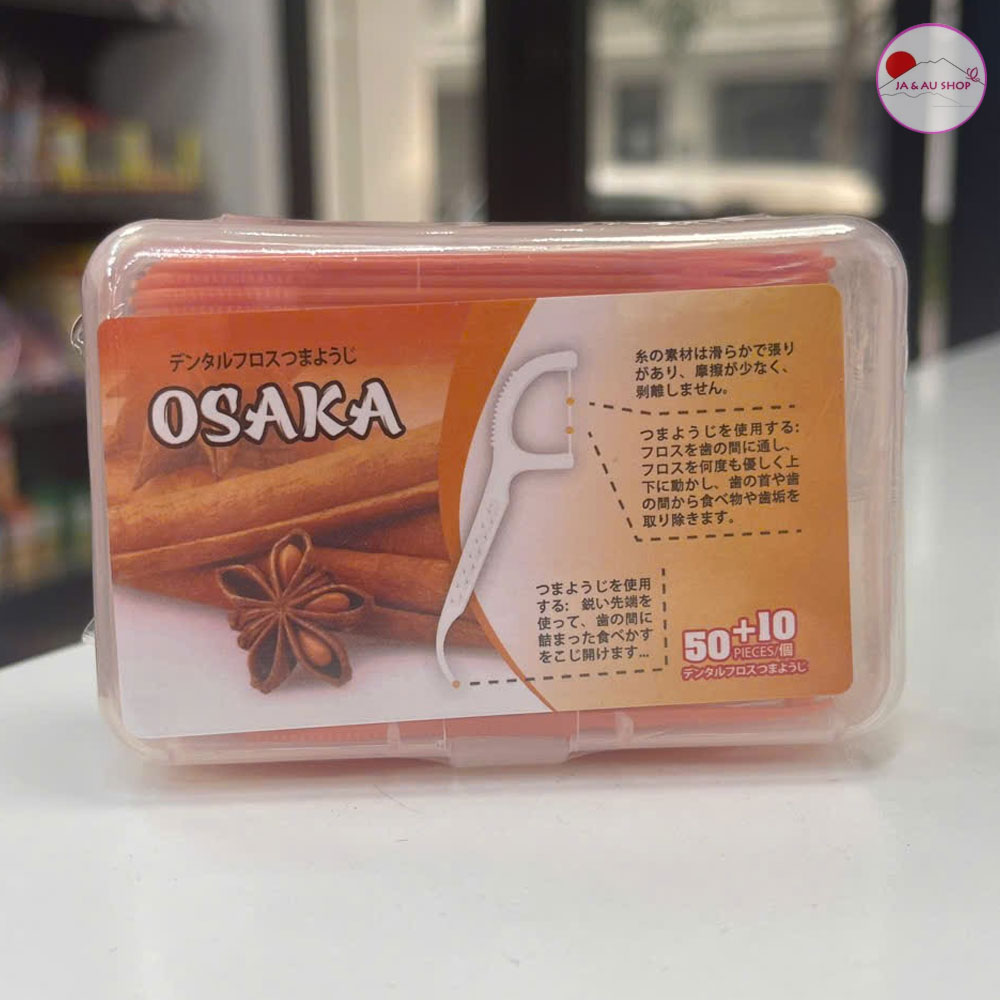 JA & AU SHOP
デンタルフロスつまようじ
OSAKA
糸の素材は滑らかで張り
があり、摩擦が少なく、
剥離しません。
つまようじを使用する:
フロスを歯の間に通し、
フロスを何度も優しく上
下に動かし、歯の首や歯
の間から食べ物や歯垢を
取り除きます。
つまようじを使用
する: 鋭い先端を
使って、歯の間に
詰まった食べかす
をこじ開けます...
50+10
PIECES/個
デンタルフロスつまようじ